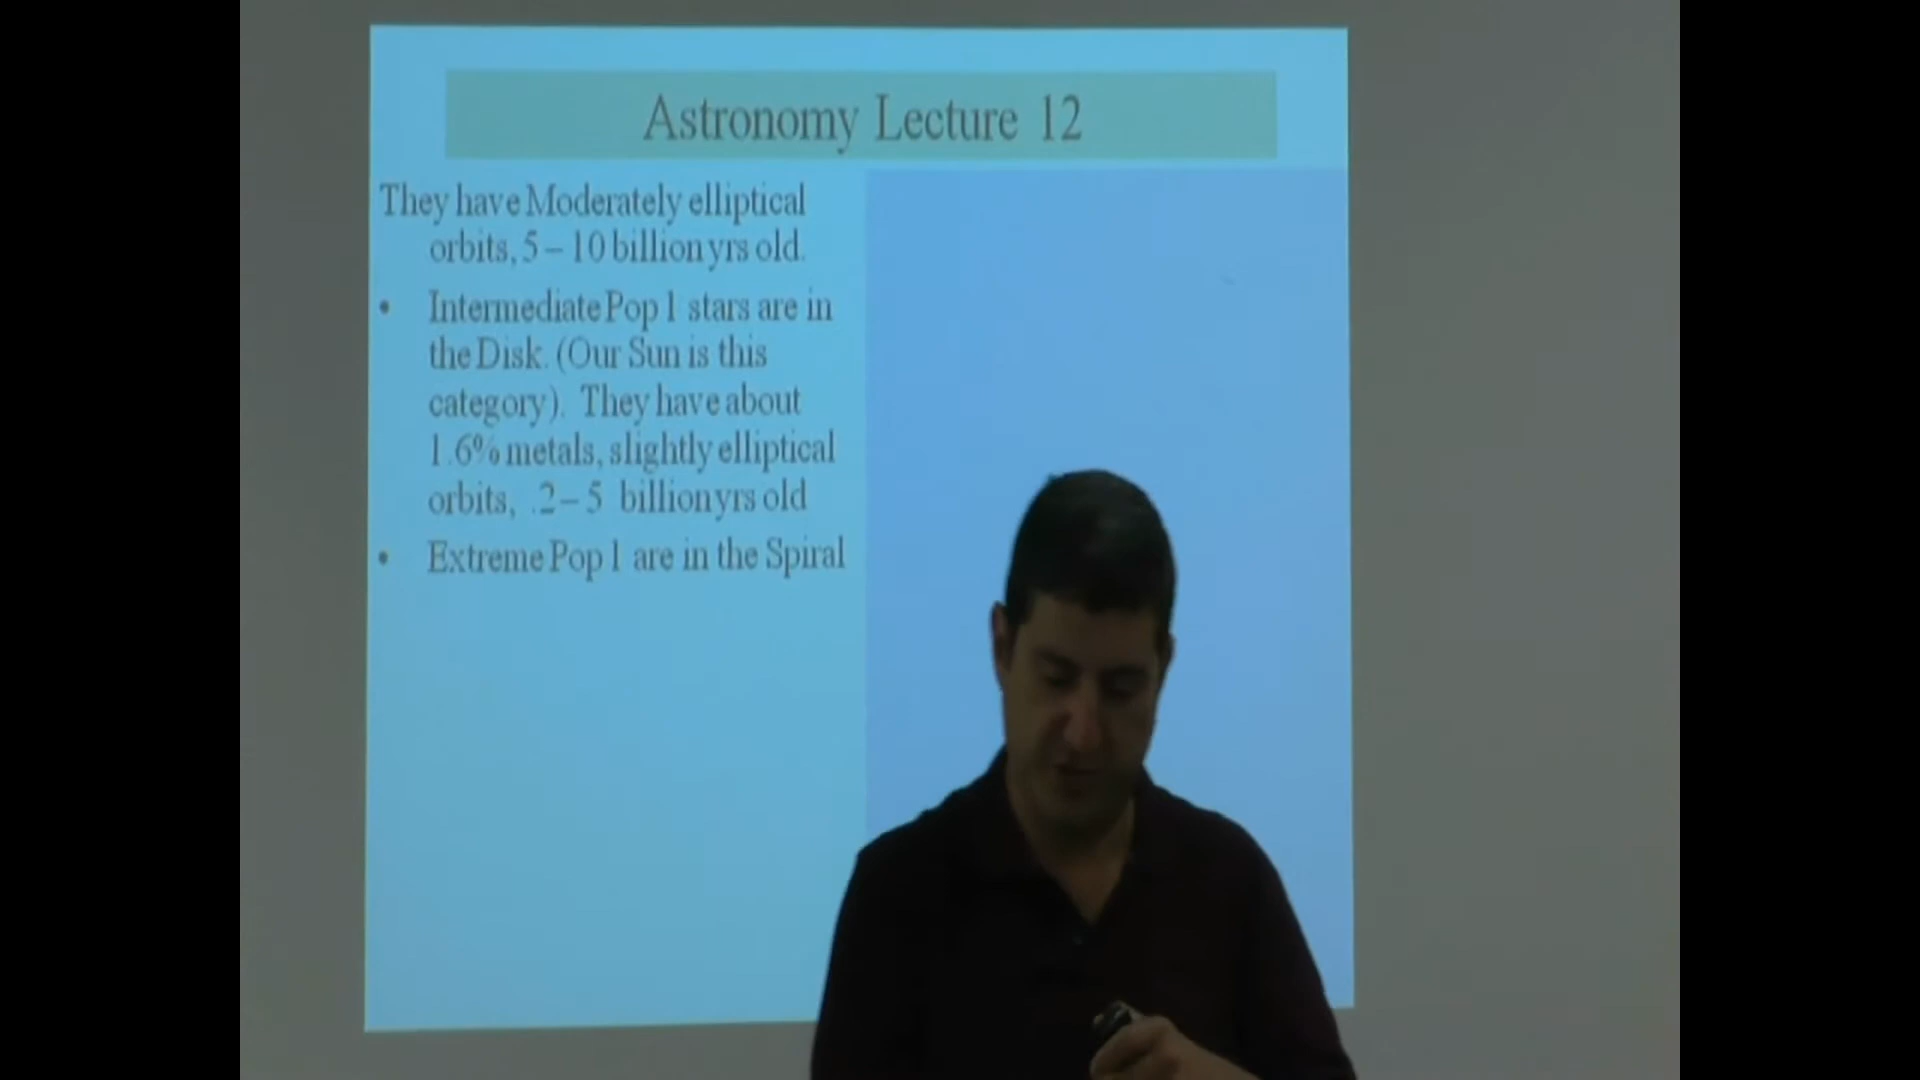 Astronomy Lecture 12
They have Moderately elliptical
orbits, 5 – 10 billion yrs old.
• Intermediate Pop 1 stars are in
the Disk. (Our Sun is this
category). They have about
1.6% metals, slightly elliptical
orbits, .2 – 5 billion yrs old
• Extreme Pop 1 are in the Spiral